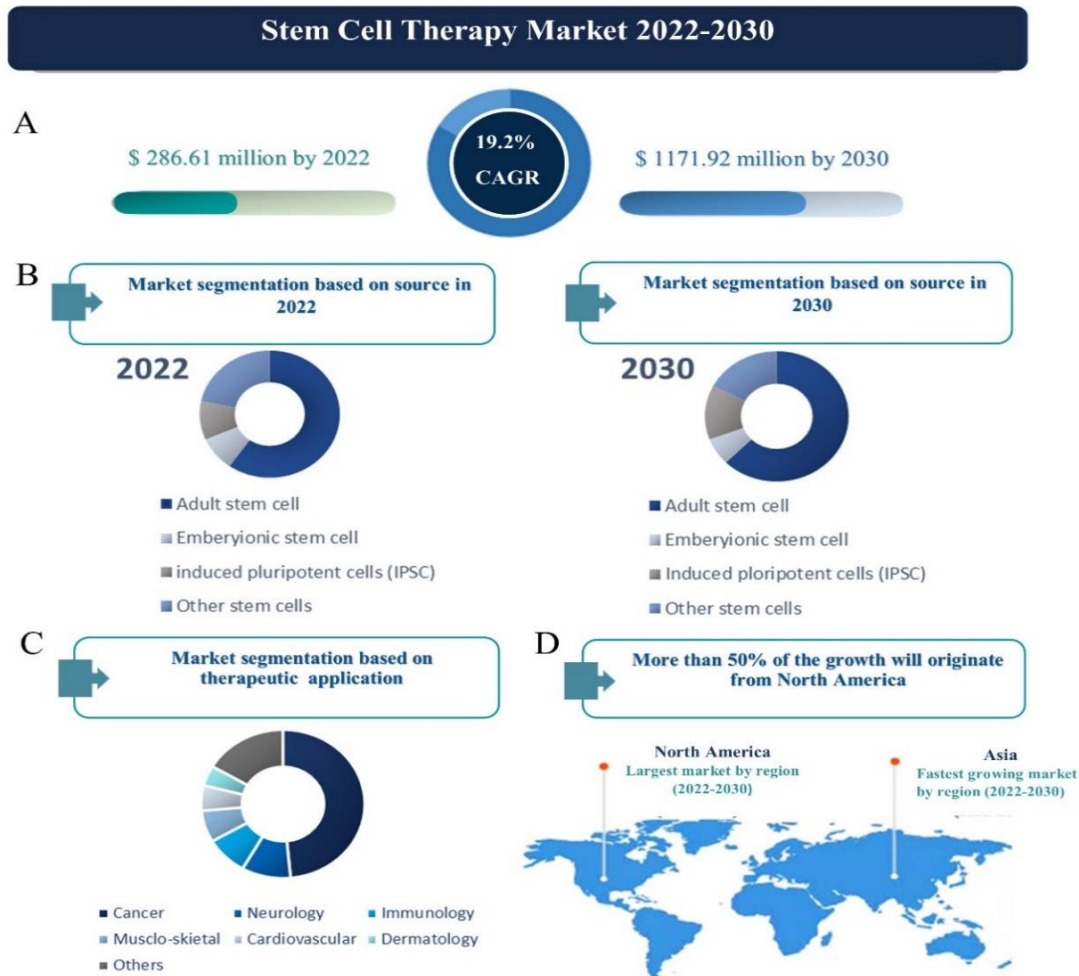 Stem Cell Therapy Market 2022-2030
A
$ 286.61 million by 2022
19.2%
CAGR
$ 1171.92 million by 2030
B
Market segmentation based on source in
2022
Market segmentation based on source in
2030
2022
Adult stem cell
Emberyionic stem cell
induced pluripotent cells (IPSC)
Other stem cells
2030
Adult stem cell
Emberyionic stem cell
Induced ploripotent cells (IPSC)
Other stem cells
C
Market segmentation based on
therapeutic application
Cancer Neurology Immunology
Musclo-skietal Cardiovascular Dermatology
Others
D
More than 50% of the growth will originate
from North America
North America
Largest market by region
(2022-2030)
Asia
Fastest growing market
by region (2022-2030)